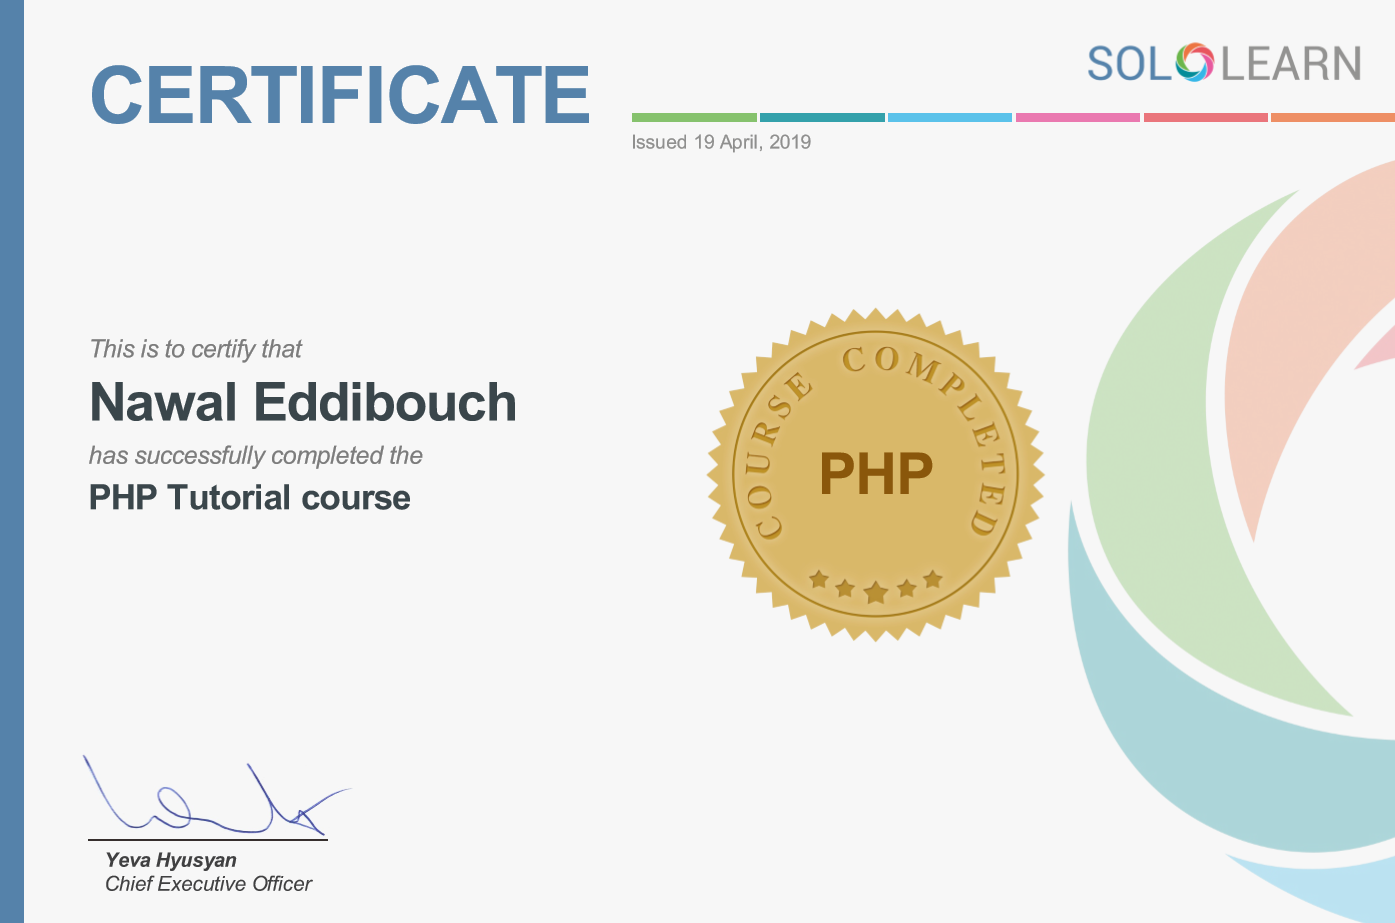 CERTIFICATE
SOLOLEARN
Issued 19 April, 2019
This is to certify that
Nawal Eddibouch
has successfully completed the
PHP Tutorial course
COURSE COMPLETED
PHP
Yeva Hyusyan
Chief Executive Officer